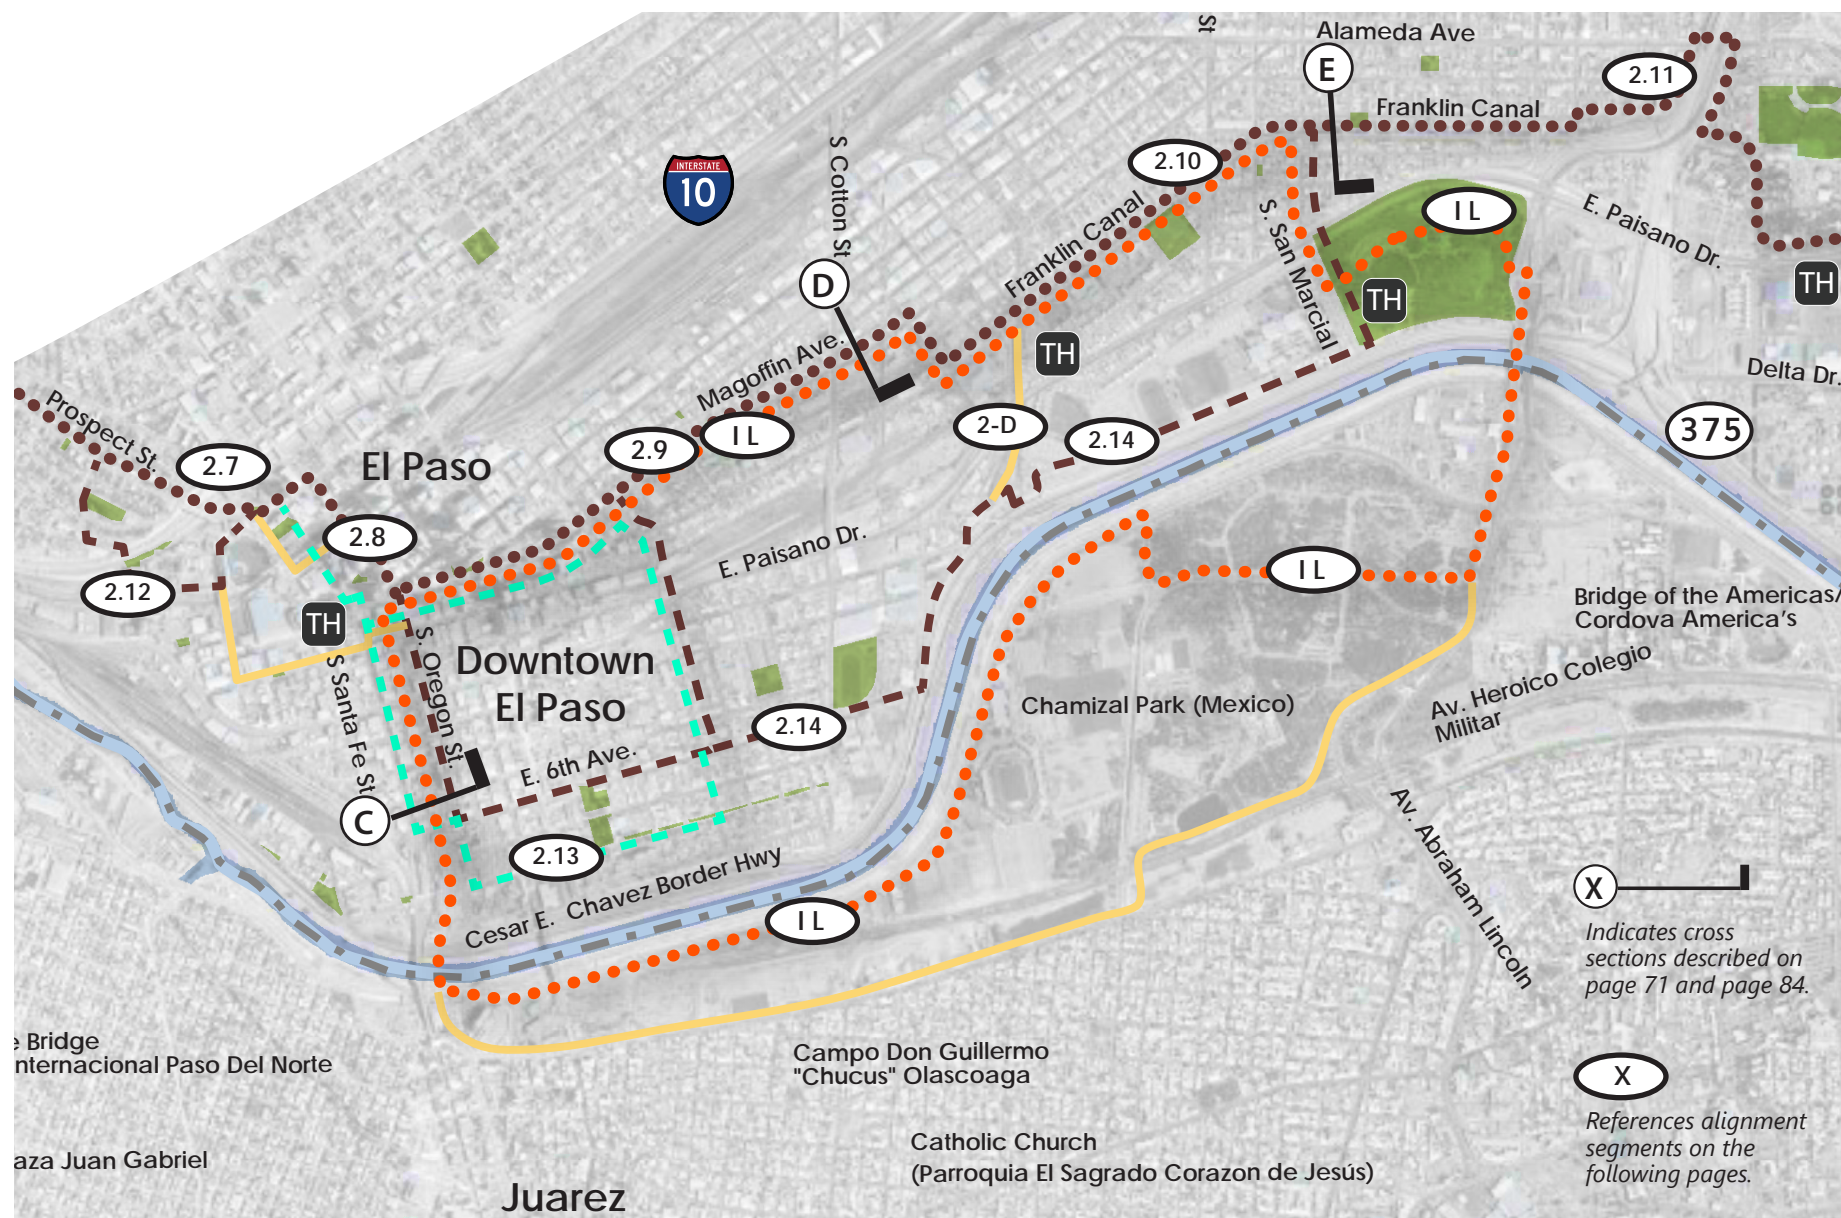 St
Alameda Ave
E
2.11
Franklin Canal
INTERSTATE
10
S Cotton St
2.10
Franklin Canal
I L
E. Paisano Dr.
S. San Marcial
D
TH
TH
TH
Magoffin Ave.
Delta Dr.
Prospect St.
2.7
El Paso
2.9
I L
2-D
2.14
375
2.8
E. Paisano Dr.
2.12
I L
TH
Bridge of the Americas/
Cordova America's
S. Oregon St.
Downtown
El Paso
S Santa Fe St
Chamizal Park (Mexico)
Av. Heroico Colegio
Militar
2.14
E. 6th Ave.
C
2.13
Cesar E. Chavez Border Hwy
I L
Av. Abraham Lincoln
X
Indicates cross
sections described on
page 71 and page 84.
Bridge
nternacional Paso Del Norte
Campo Don Guillermo
"Chucus" Olascoaga
X
References alignment
segments on the
following pages.
Catholic Church
(Parroquia El Sagrado Corazon de Jesús)
aza Juan Gabriel
Juarez